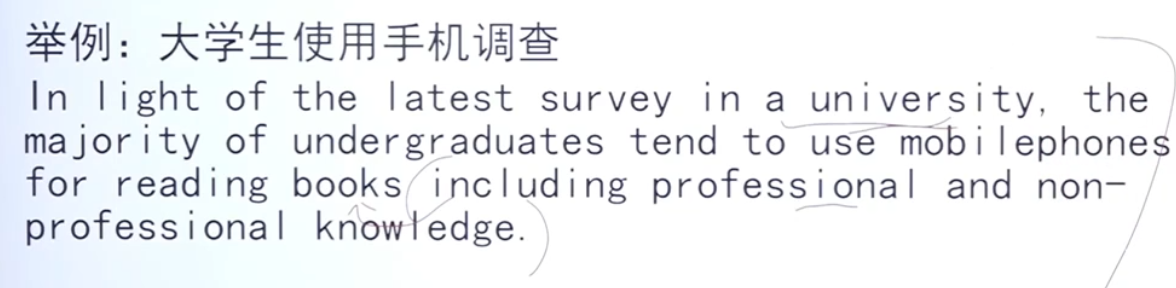 举例：大学生使用手机调查
In light of the latest survey in a university, the
majority of undergraduates tend to use mobilephones
for reading books including professional and non-
professional knowledge.